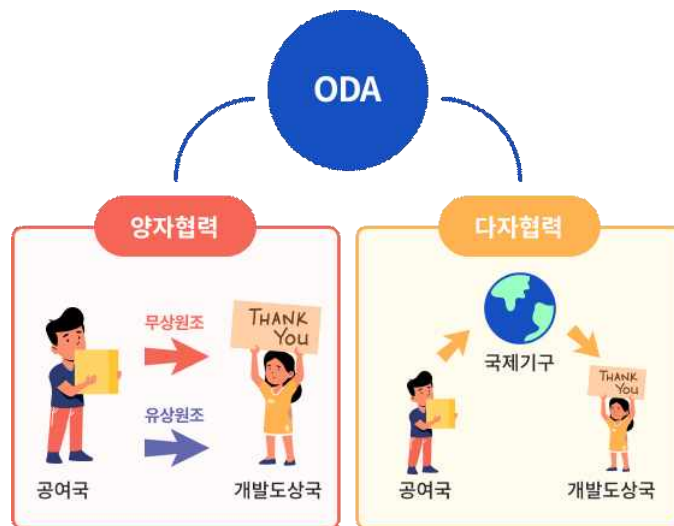 ODA
양자협력
무상원조
THANK
YOU
유상원조
공여국
개발도상국
다자협력
국제기구
THANK
YOU
공여국
개발도상국